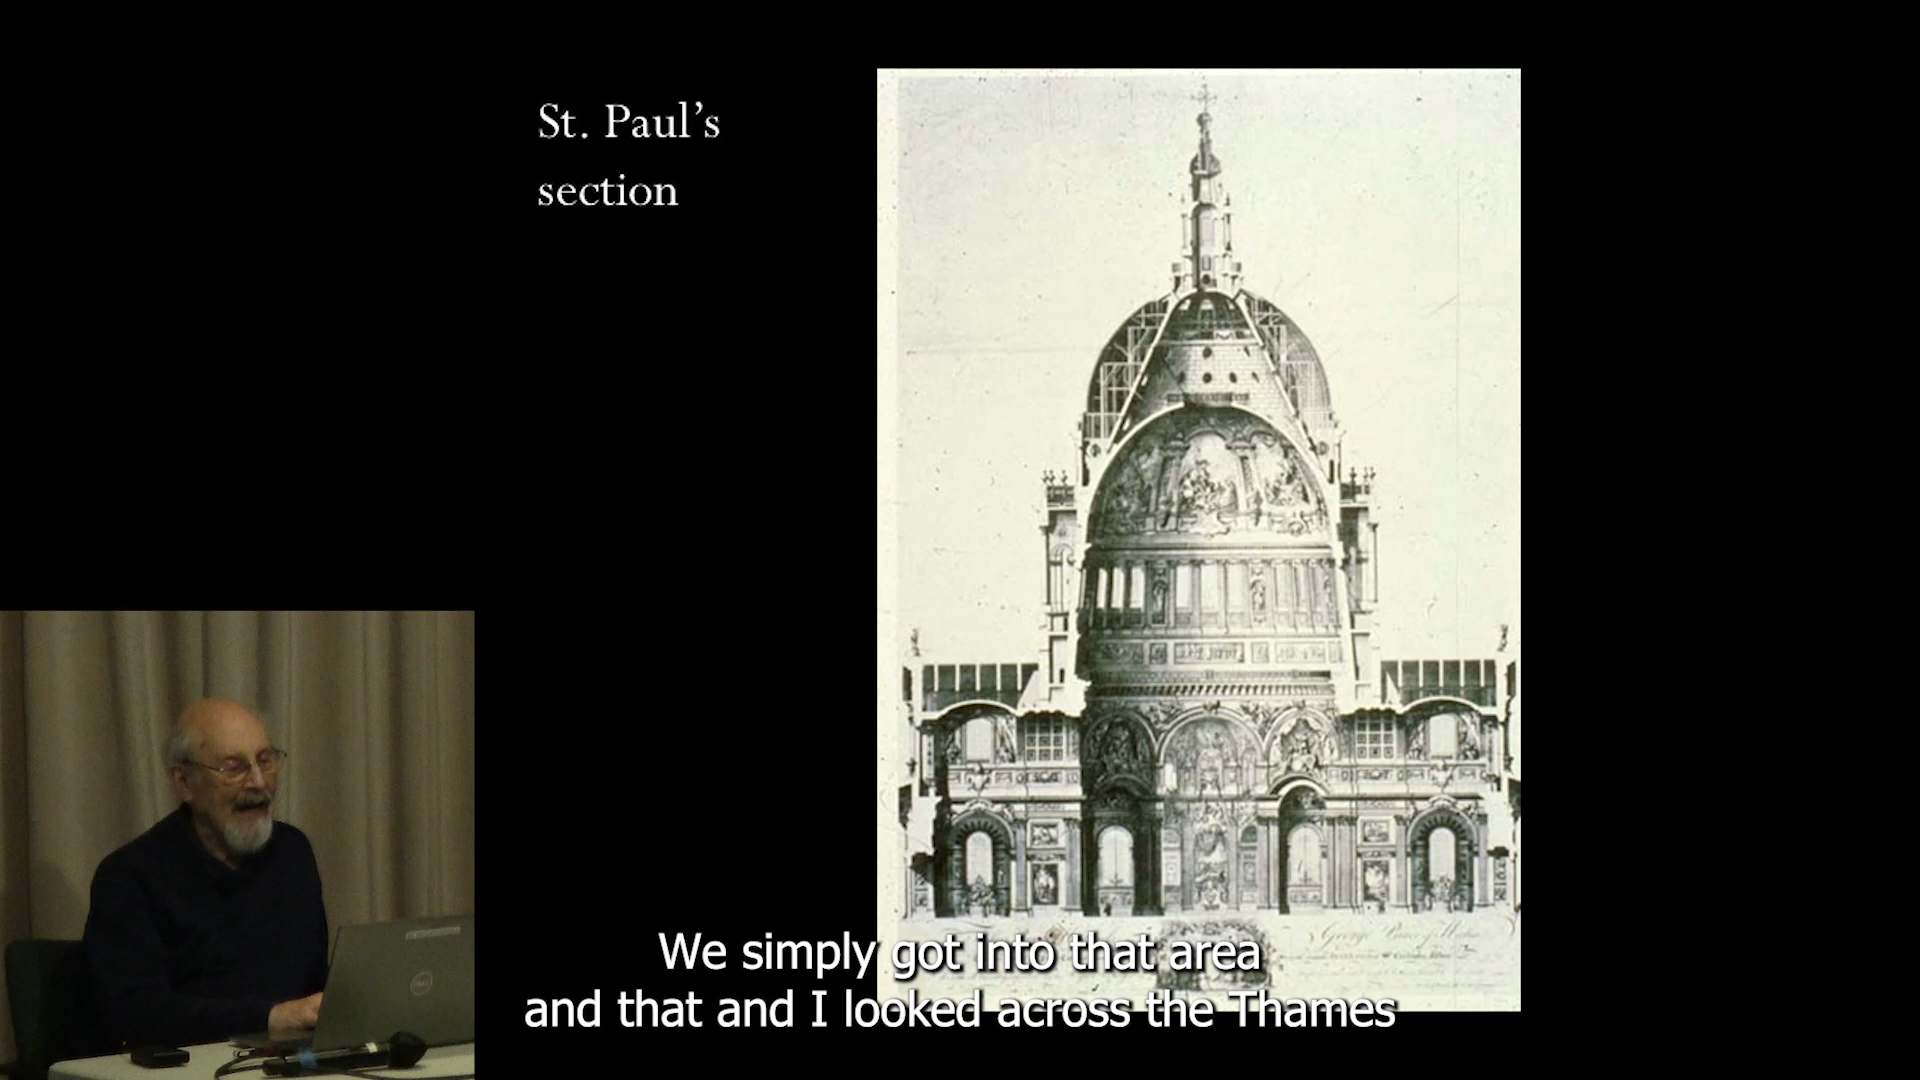 St. Paul's
section
We simply got into that area
and that and I looked across the Thames